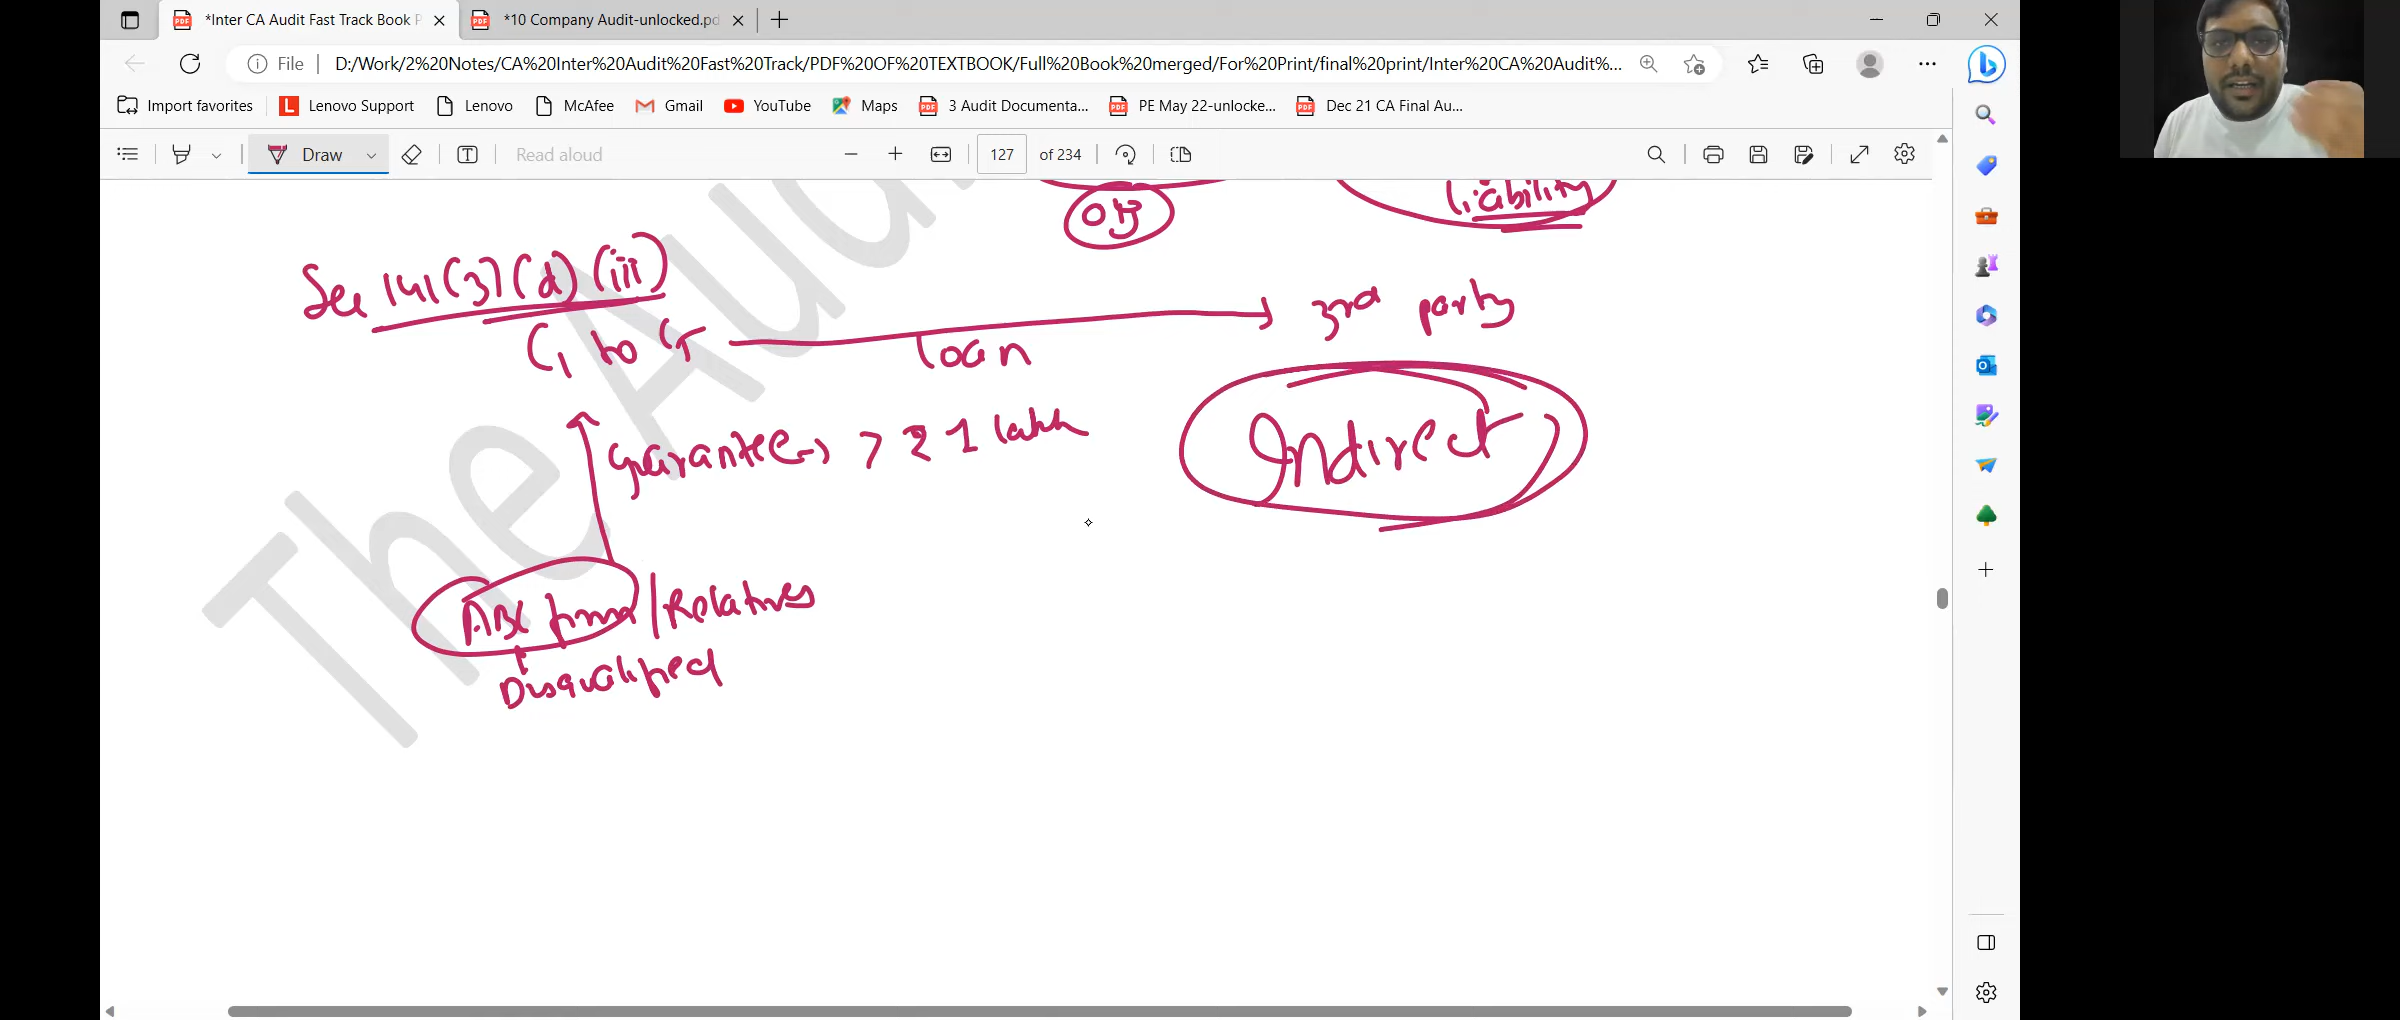 *Inter CA Audit Fast Track Book P
*10 Company Audit-unlocked.pd
File
D:/Work/2%20Notes/CA%20Inter%20Audit%20Fast%20Track/PDF%20OF%20TEXTBOOK/Full%20Book%20merged/For%20Print/final%20print/Inter%20CA%20Audit%...
Import favorites
Lenovo Support
Lenovo
McAfee
Gmail
YouTube
Maps
3 Audit Documenta...
PE May 22-unlocke...
Dec 21 CA Final Au...
Draw
Read aloud
127
of 234
liability
Sec 141(3)(d)(iii)
C1 to C5
loan
3rd party
Guarantee → > ₹ 1 lakh
Indirect
ABC firm / Relatives
Disqualified
The Au